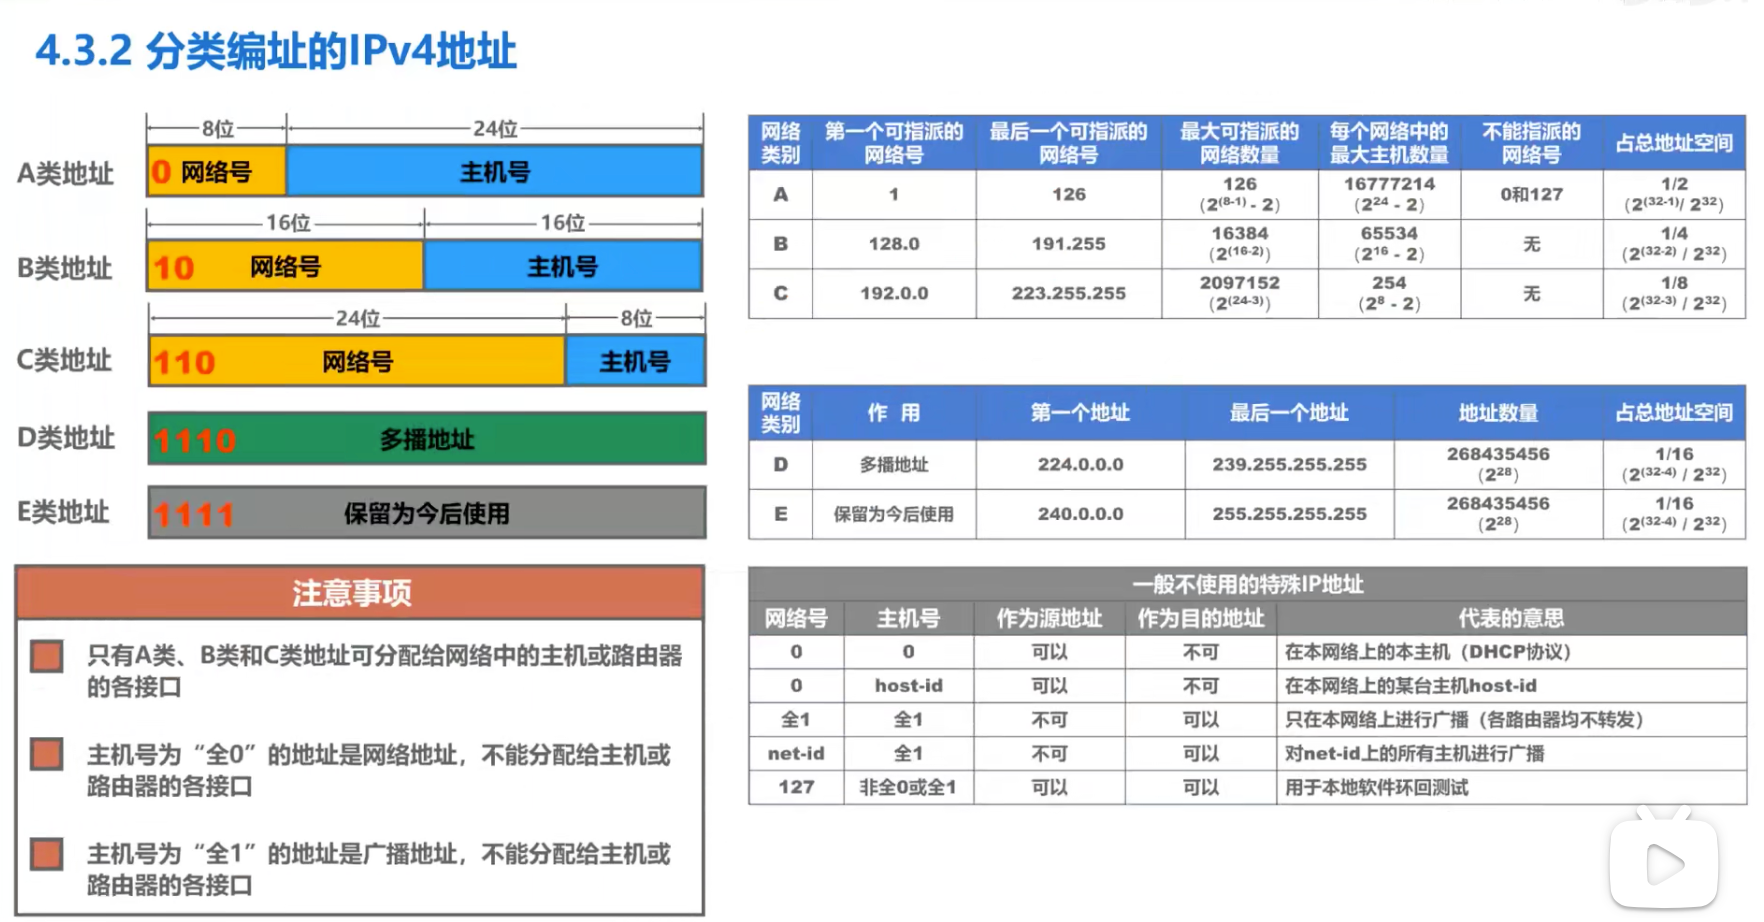 4.3.2 分类编址的IPv4地址
8位 24位
A类地址 0 网络号 主机号
16位 16位
B类地址 10 网络号 主机号
24位 8位
C类地址 110 网络号 主机号
D类地址 1110 多播地址
E类地址 1111 保留为今后使用
注意事项
只有A类、B类和C类地址可分配给网络中的主机或路由器
的各接口
主机号为“全0”的地址是网络地址，不能分配给主机或
路由器的各接口
主机号为“全1”的地址是广播地址，不能分配给主机或
路由器的各接口
网络 第一个可指派的 最后一个可指派的 最大可指派的 每个网络中的 不能指派的 占总地址空间
类别 网络号 网络号 网络数量 最大主机数量 网络号
A 1 126 126 16777214 0和127 1/2
(2^(8-1) - 2) (2^24 - 2) (2^(32-1)/ 2^32)
B 128.0 191.255 16384 65534 无 1/4
(2^(16-2)) (2^16 - 2) (2^(32-2) / 2^32)
C 192.0.0 223.255.255 2097152 254 无 1/8
(2^(24-3)) (2^8 - 2) (2^(32-3) / 2^32)
网络 作 用 第一个地址 最后一个地址 地址数量 占总地址空间
类别
D 多播地址 224.0.0.0 239.255.255.255 268435456 1/16
(2^28) (2^(32-4) / 2^32)
E 保留为今后使用 240.0.0.0 255.255.255.255 268435456 1/16
(2^28) (2^(32-4) / 2^32)
一般不使用的特殊IP地址
网络号 主机号 作为源地址 作为目的地址 代表的意思
0 0 可以 不可 在本网络上的本主机（DHCP协议）
0 host-id 可以 不可 在本网络上的某台主机host-id
全1 全1 不可 可以 只在本网络上进行广播（各路由器均不转发）
net-id 全1 不可 可以 对net-id上的所有主机进行广播
127 非全0或全1 可以 可以 用于本地软件环回测试